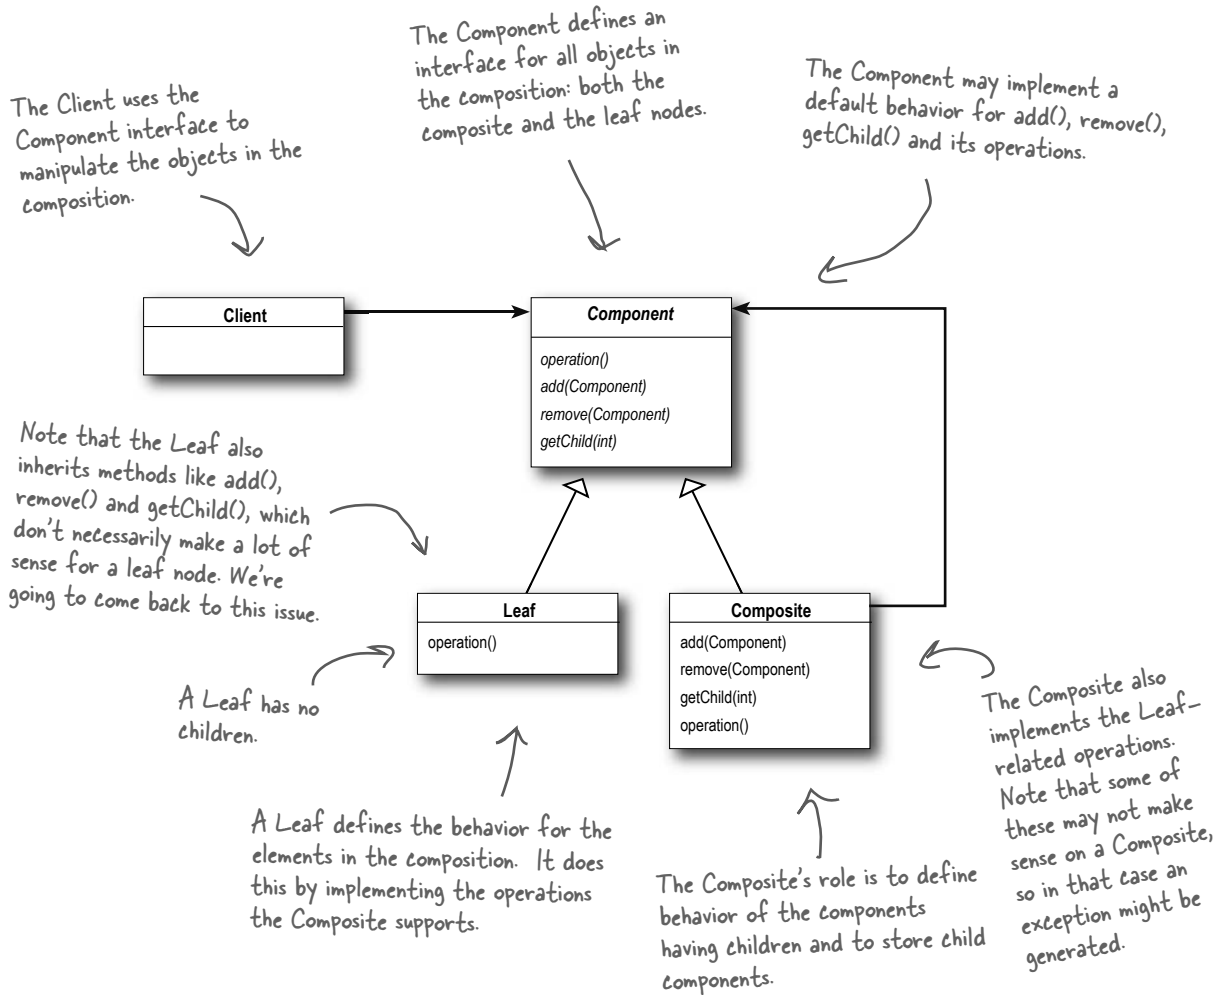 The Component defines an
interface for all objects in
the composition: both the
composite and the leaf nodes.
The Component may implement a
default behavior for add(), remove(),
getChild() and its operations.
The Client uses the
Component interface to
manipulate the objects in the
composition.
Client
Component
operation()
add(Component)
remove(Component)
getChild(int)
Note that the Leaf also
inherits methods like add(),
remove() and getChild(), which
don't necessarily make a lot of
sense for a leaf node. We're
going to come back to this issue.
Leaf
operation()
Composite
add(Component)
remove(Component)
getChild(int)
operation()
A Leaf has no
children.
The Composite also
implements the Leaf-
related operations.
Note that some of
these may not make
sense on a Composite,
so in that case an
exception might be
generated.
A Leaf defines the behavior for the
elements in the composition. It does
this by implementing the operations
the Composite supports.
The Composite's role is to define
behavior of the components
having children and to store child
components.